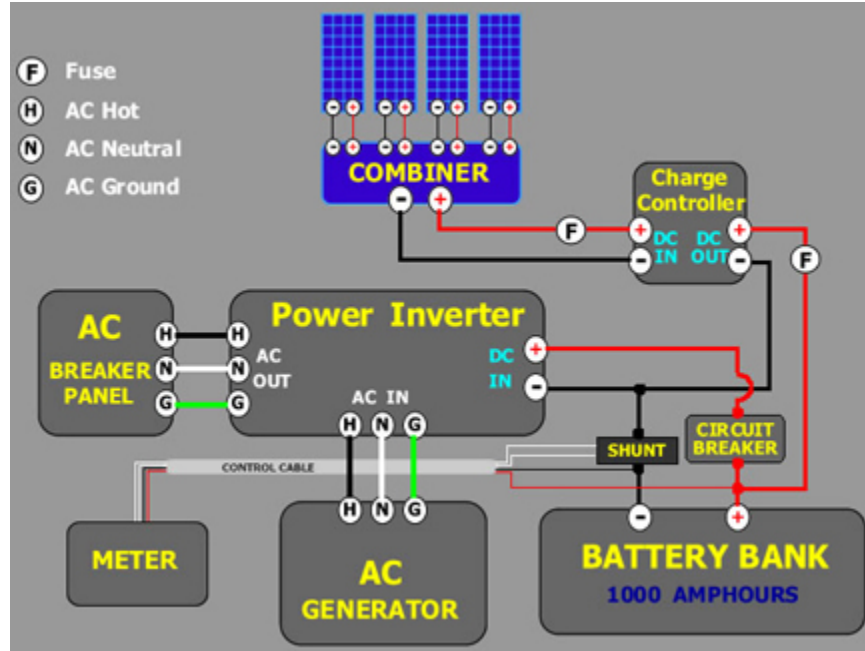 F Fuse
H AC Hot
N AC Neutral
G AC Ground
- + - + - + - +
- + - + - + - +
COMBINER
- +
Charge
Controller
F + DC DC +
- IN OUT -
F
AC
BREAKER
PANEL
H H
N N
G G
Power Inverter
AC
OUT
DC +
IN -
AC IN
H N G
CONTROL CABLE
SHUNT
CIRCUIT
BREAKER
METER
H N G
AC
GENERATOR
- +
BATTERY BANK
1000 AMPHOURS